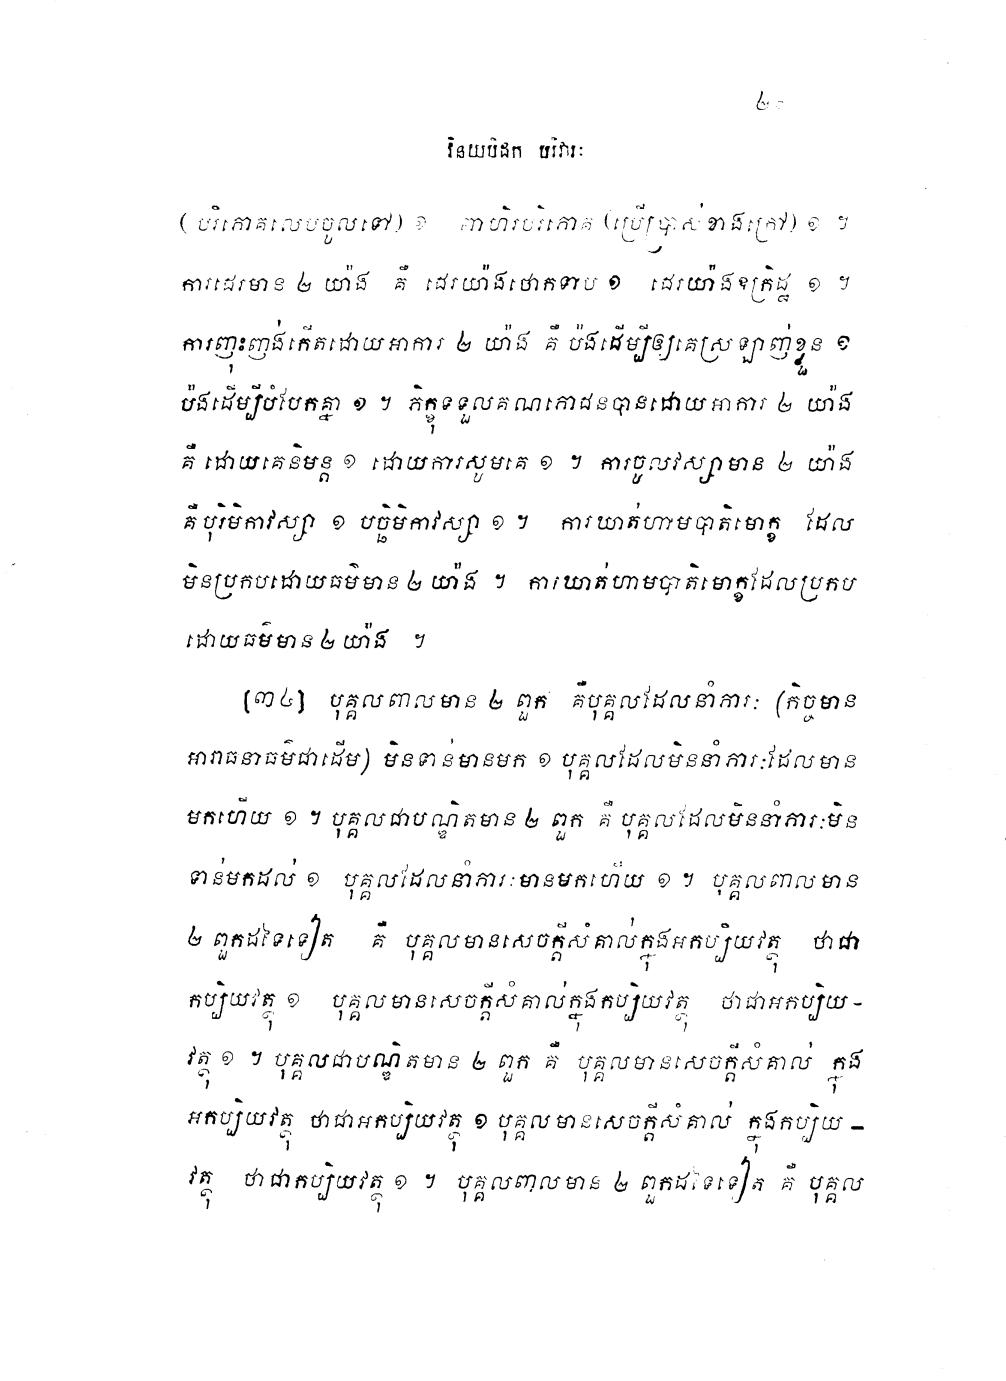 វិនយបិដក បរិវារៈ
(បរិភោគលេបចូលទៅ) ១ ពាហិរបរិភោគ (ប្រើប្រាស់ខាងក្រៅ) ១ ។
ការដេរមាន ២ យ៉ាង គឺ ដេរយ៉ាងថោកទាប ១ ដេរយ៉ាងឧក្រិដ្ឋ ១ ។
ការញុះញង់កើតដោយអាការ ២ យ៉ាង គឺ ប៉ងដើម្បីឲ្យគេស្រឡាញ់ខ្លួន ១
ប៉ងដើម្បីបំបែកគ្នា ១ ។ ភិក្ខុទទួលគណភោជនបានដោយអាការ ២ យ៉ាង
គឺ ដោយគេនិមន្ត ១ ដោយការសូមគេ ១ ។ ការចូលវស្សាមាន ២ យ៉ាង
គឺបុរិមិកាវស្សា ១ បច្ឆិមិកាវស្សា ១ ។ ការឃាត់ហាមបាតិមោក្ខ ដែល
មិនប្រកបដោយធម៌មាន ២ យ៉ាង ។ ការឃាត់ហាមបាតិមោក្ខដែលប្រកប
ដោយធម៌មាន ២ យ៉ាង ។
[៣៤] បុគ្គលពាលមាន ២ ពួក គឺបុគ្គលដែលនាំភារៈ (កិច្ចមាន
អារាធនាធម៌ជាដើម) មិនទាន់មានមក ១ បុគ្គលដែលមិននាំភារៈដែលមាន
មកហើយ ១ ។ បុគ្គលជាបណ្ឌិតមាន ២ ពួក គឺ បុគ្គលដែលមិននាំភារៈមិន
ទាន់មកដល់ ១ បុគ្គលដែលនាំភារៈមានមកហើយ ១ ។ បុគ្គលពាលមាន
២ ពួកដទៃទៀត គឺ បុគ្គលមានសេចក្តីសំគាល់ក្នុងអកប្បិយវត្ថុ ថាជា
កប្បិយវត្ថុ ១ បុគ្គលមានសេចក្តីសំគាល់ក្នុងកប្បិយវត្ថុ ថាជាអកប្បិយ-
វត្ថុ ១ ។ បុគ្គលជាបណ្ឌិតមាន ២ ពួក គឺ បុគ្គលមានសេចក្តីសំគាល់ ក្នុង
អកប្បិយវត្ថុ ថាជាអកប្បិយវត្ថុ ១ បុគ្គលមានសេចក្តីសំគាល់ ក្នុងកប្បិយ-
វត្ថុ ថាជាកប្បិយវត្ថុ ១ ។ បុគ្គលពាលមាន ២ ពួកដទៃទៀត គឺ បុគ្គល